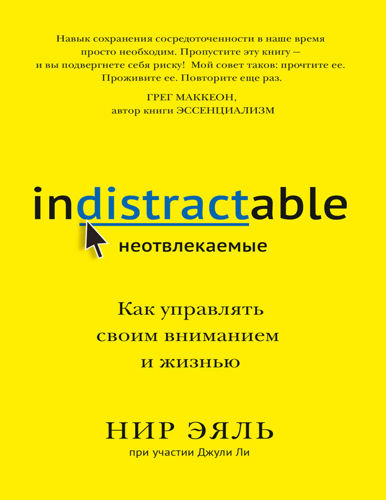 Навык сохранения сосредоточенности в наше время
просто необходим. Пропустите эту книгу –
и вы подвергнете себя риску! Мой совет таков: прочтите ее.
Проживите ее. Повторите еще раз.
ГРЕГ МАККЕОН,
автор книги ЭССЕНЦИАЛИЗМ
indistractable
неотвлекаемые
Как управлять
своим вниманием
и жизнью
НИР ЭЯЛЬ
при участии Джули Ли